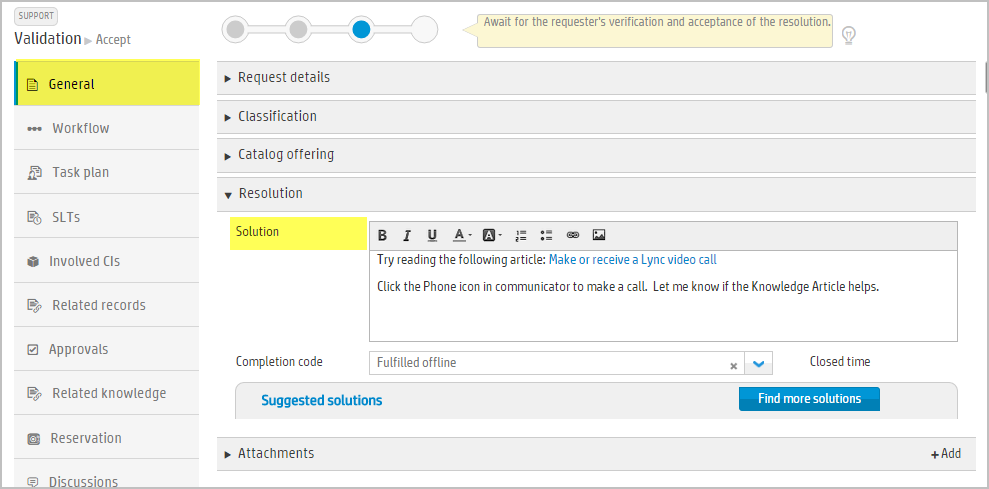 SUPPORT
Validation ▶ Accept
Await for the requester's verification and acceptance of the resolution.
General
Workflow
Task plan
SLTs
Involved CIs
Related records
Approvals
Related knowledge
Reservation
Discussions
Request details
Classification
Catalog offering
Resolution
Solution
B I U A A
Try reading the following article: Make or receive a Lync video call
Click the Phone icon in communicator to make a call. Let me know if the Knowledge Article helps.
Completion code
Fulfilled offline
Closed time
Suggested solutions
Find more solutions
Attachments
+Add